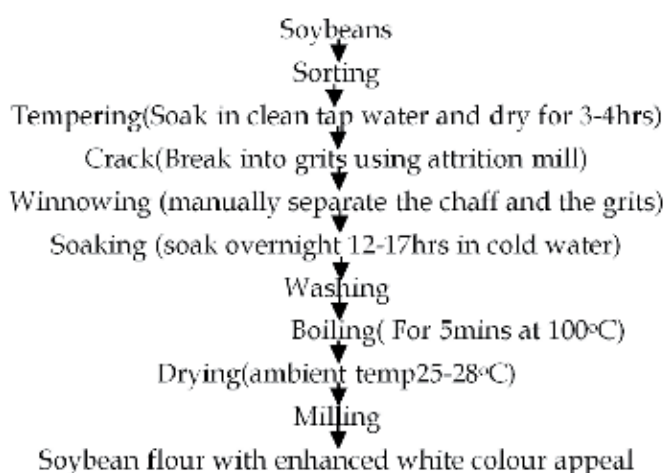 Soybeans
Sorting
Tempering(Soak in clean tap water and dry for 3-4hrs)
Crack(Break into grits using attrition mill)
Winnowing (manually separate the chaff and the grits)
Soaking (soak overnight 12-17hrs in cold water)
Washing
Boiling( For 5mins at 100°C)
Drying(ambient temp25-28°C)
Milling
Soybean flour with enhanced white colour appeal